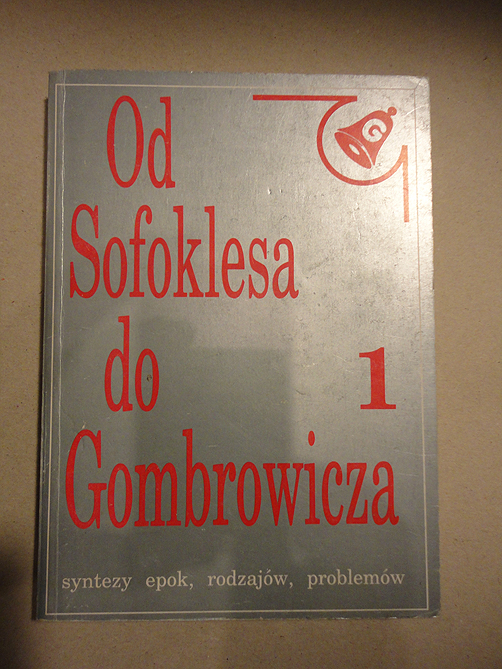 Od
Sofoklesa
do
1
Gombrowicza
syntezy epok, rodzajów, problemów
G